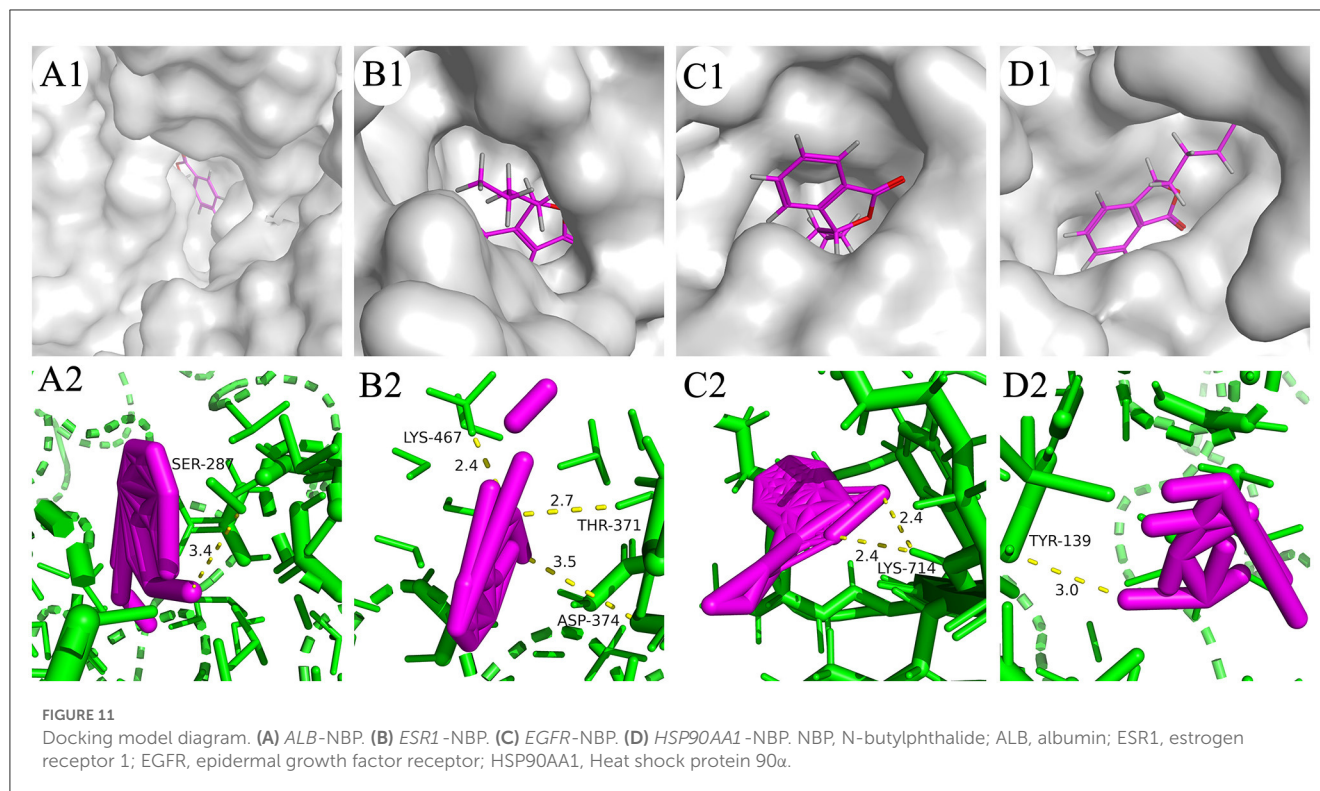 A1
B1
C1
D1
A2
SER-287
3.4
B2
LYS-467
2.4
2.7
THR-371
3.5
ASP-374
C2
2.4
2.4
LYS-714
D2
TYR-139
3.0
FIGURE 11
Docking model diagram. (A) ALB-NBP. (B) ESR1-NBP. (C) EGFR-NBP. (D) HSP90AA1-NBP. NBP, N-butylphthalide; ALB, albumin; ESR1, estrogen
receptor 1; EGFR, epidermal growth factor receptor; HSP90AA1, Heat shock protein 90α.